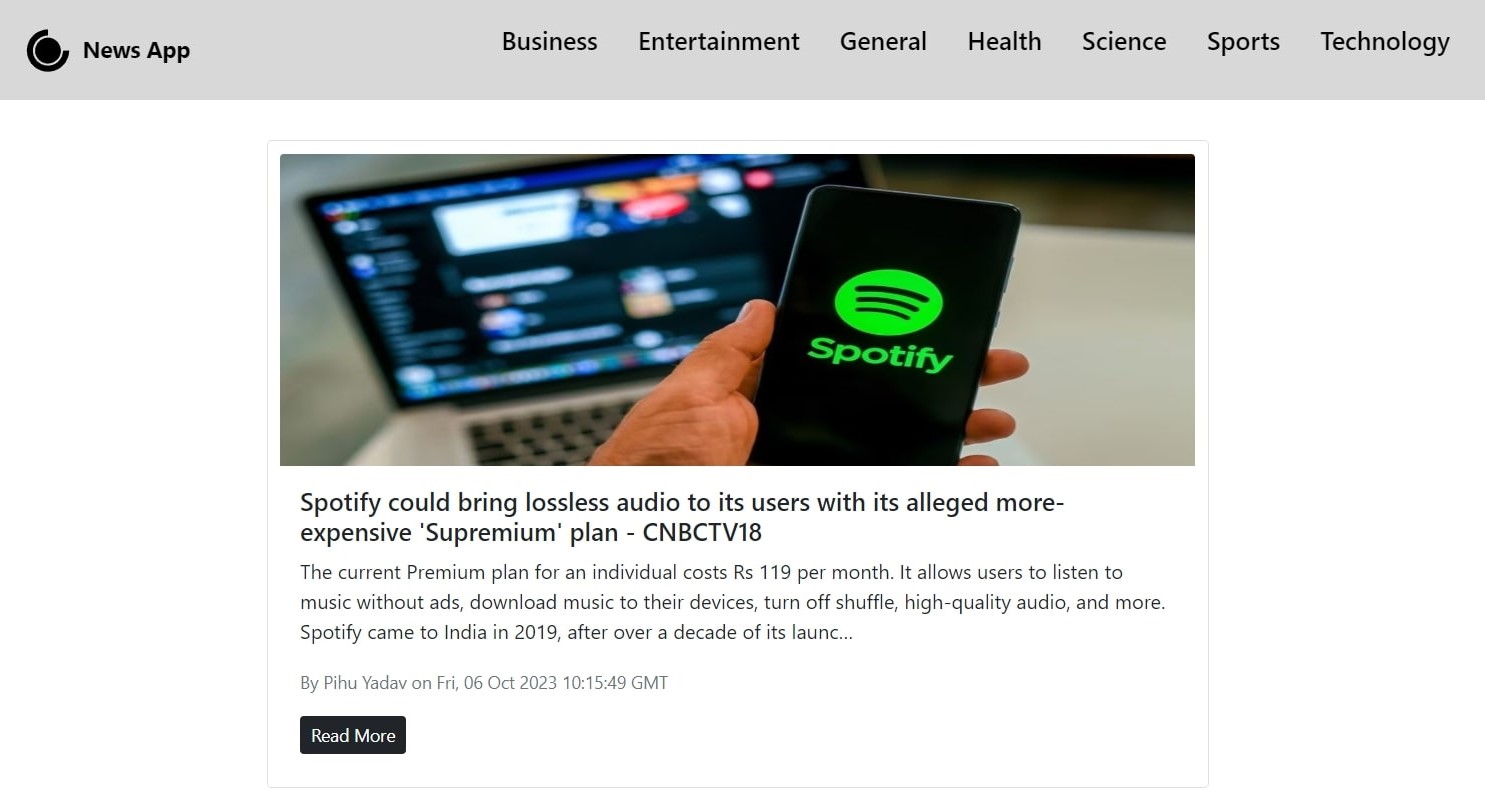 News App
Business Entertainment General Health Science Sports Technology
Spotify
Spotify could bring lossless audio to its users with its alleged more-
expensive 'Supremium' plan - CNBCTV18
The current Premium plan for an individual costs Rs 119 per month. It allows users to listen to
music without ads, download music to their devices, turn off shuffle, high-quality audio, and more.
Spotify came to India in 2019, after over a decade of its launc...
By Pihu Yadav on Fri, 06 Oct 2023 10:15:49 GMT
Read More